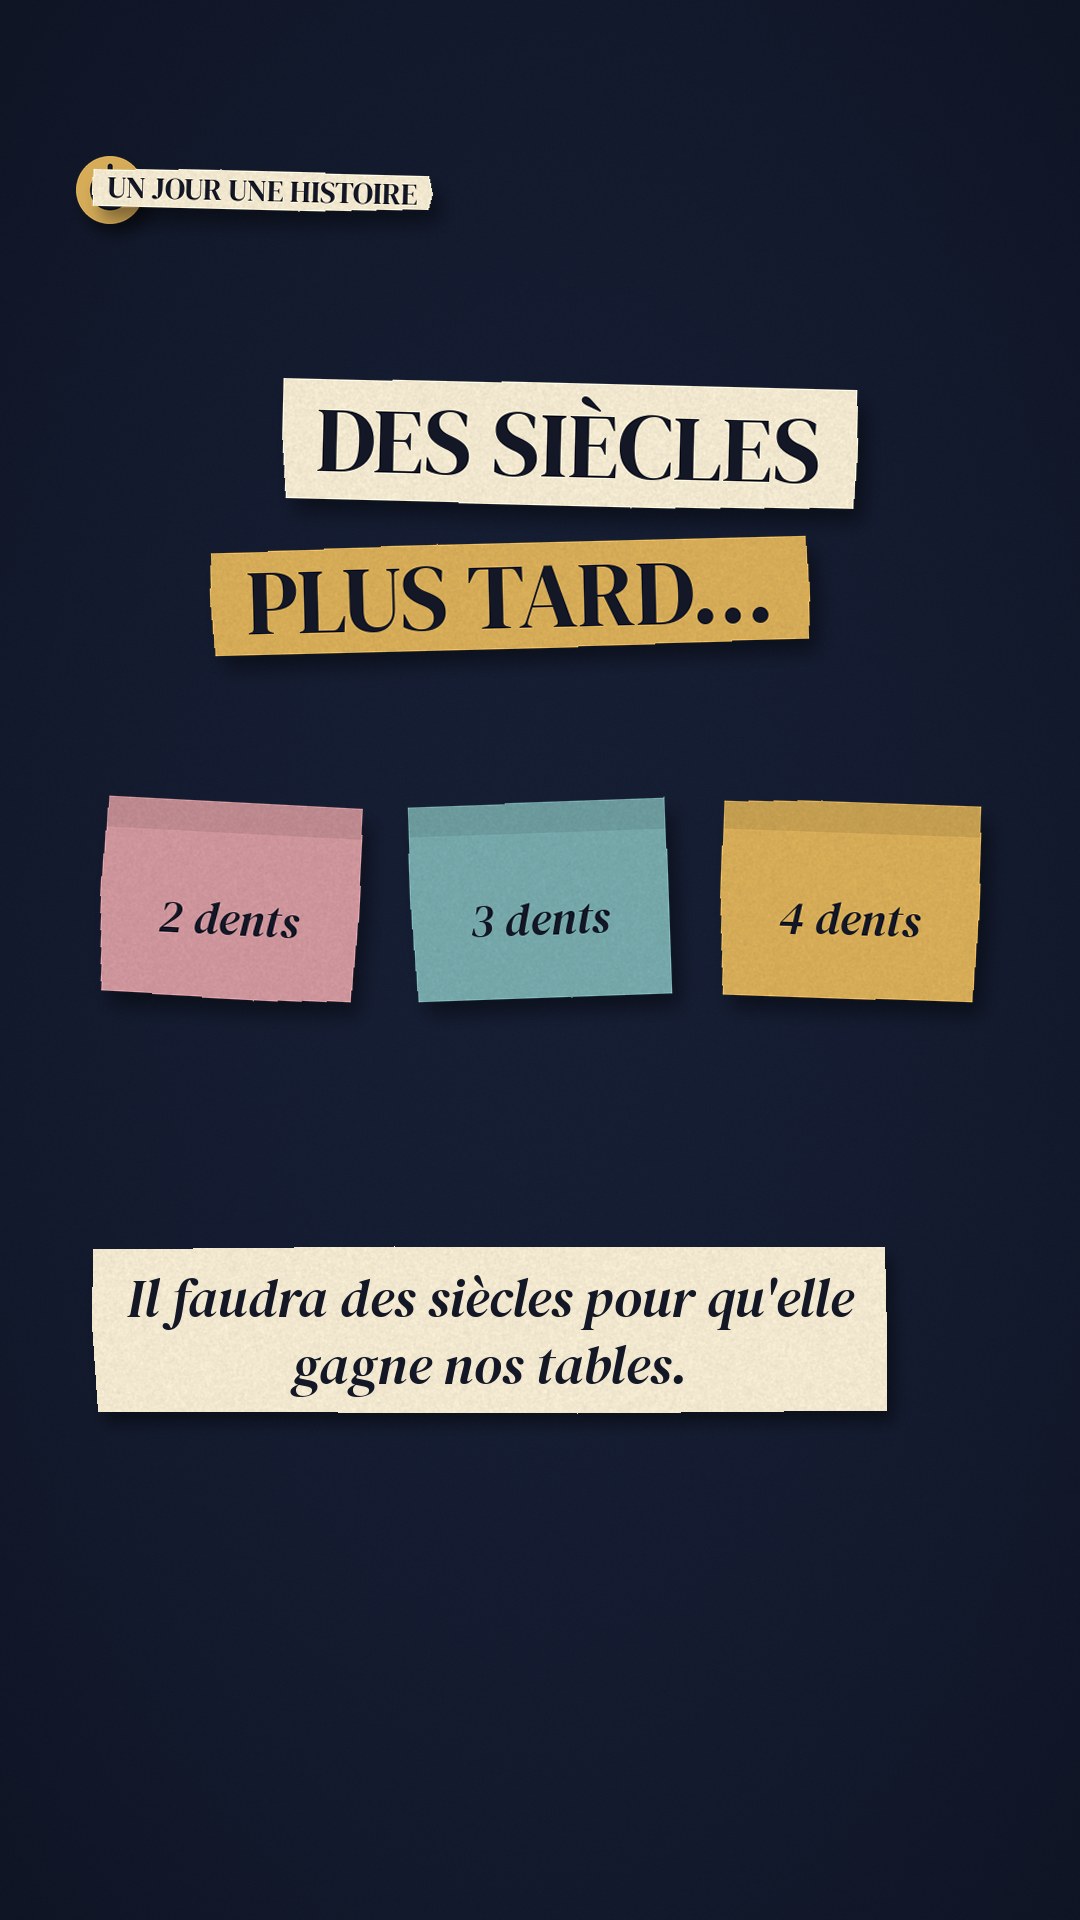 UN JOUR UNE HISTOIRE
DES SIÈCLES
PLUS TARD...
2 dents
3 dents
4 dents
Il faudra des siècles pour qu'elle
gagne nos tables.